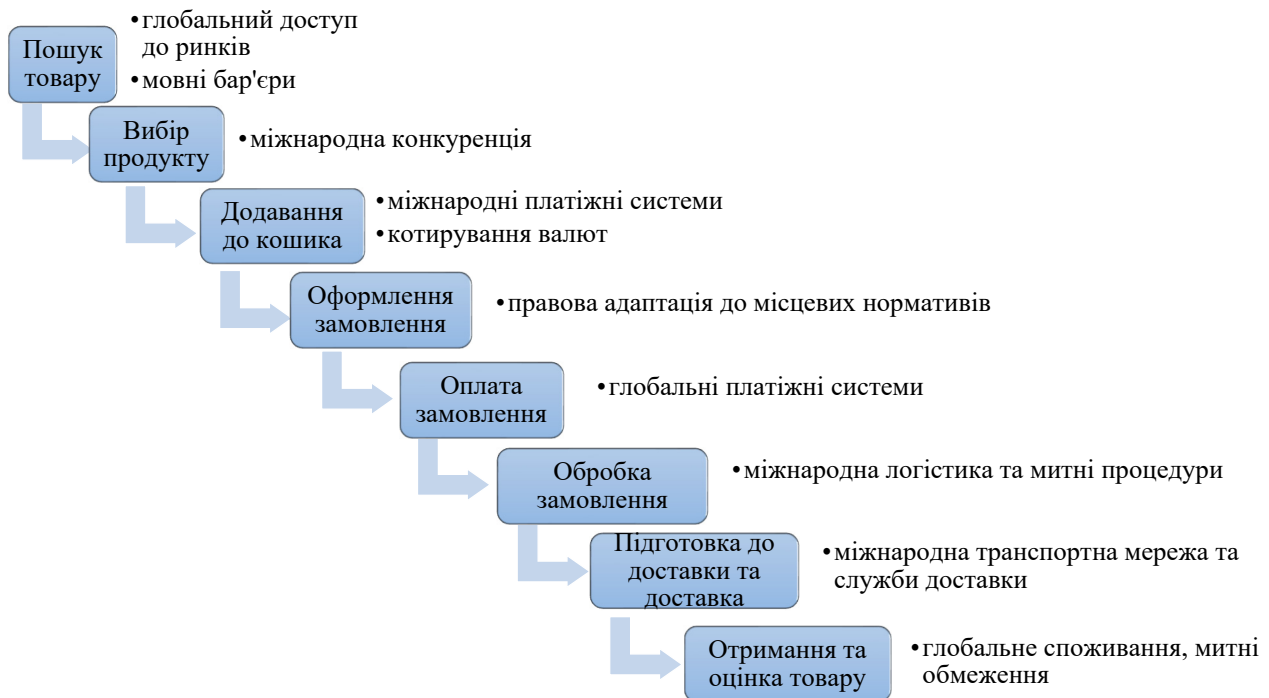 Пошук
товару
•глобальний доступ
до ринків
•мовні бар'єри
Вибір
продукту
•міжнародна конкуренція
Додавання
до кошика
•міжнародні платіжні системи
•котирування валют
Оформлення
замовлення
•правова адаптація до місцевих нормативів
Оплата
замовлення
•глобальні платіжні системи
Обробка
замовлення
•міжнародна логістика та митні процедури
Підготовка до
доставки та
доставка
•міжнародна транспортна мережа та
служби доставки
Отримання та
оцінка товару
•глобальне споживання, митні
обмеження